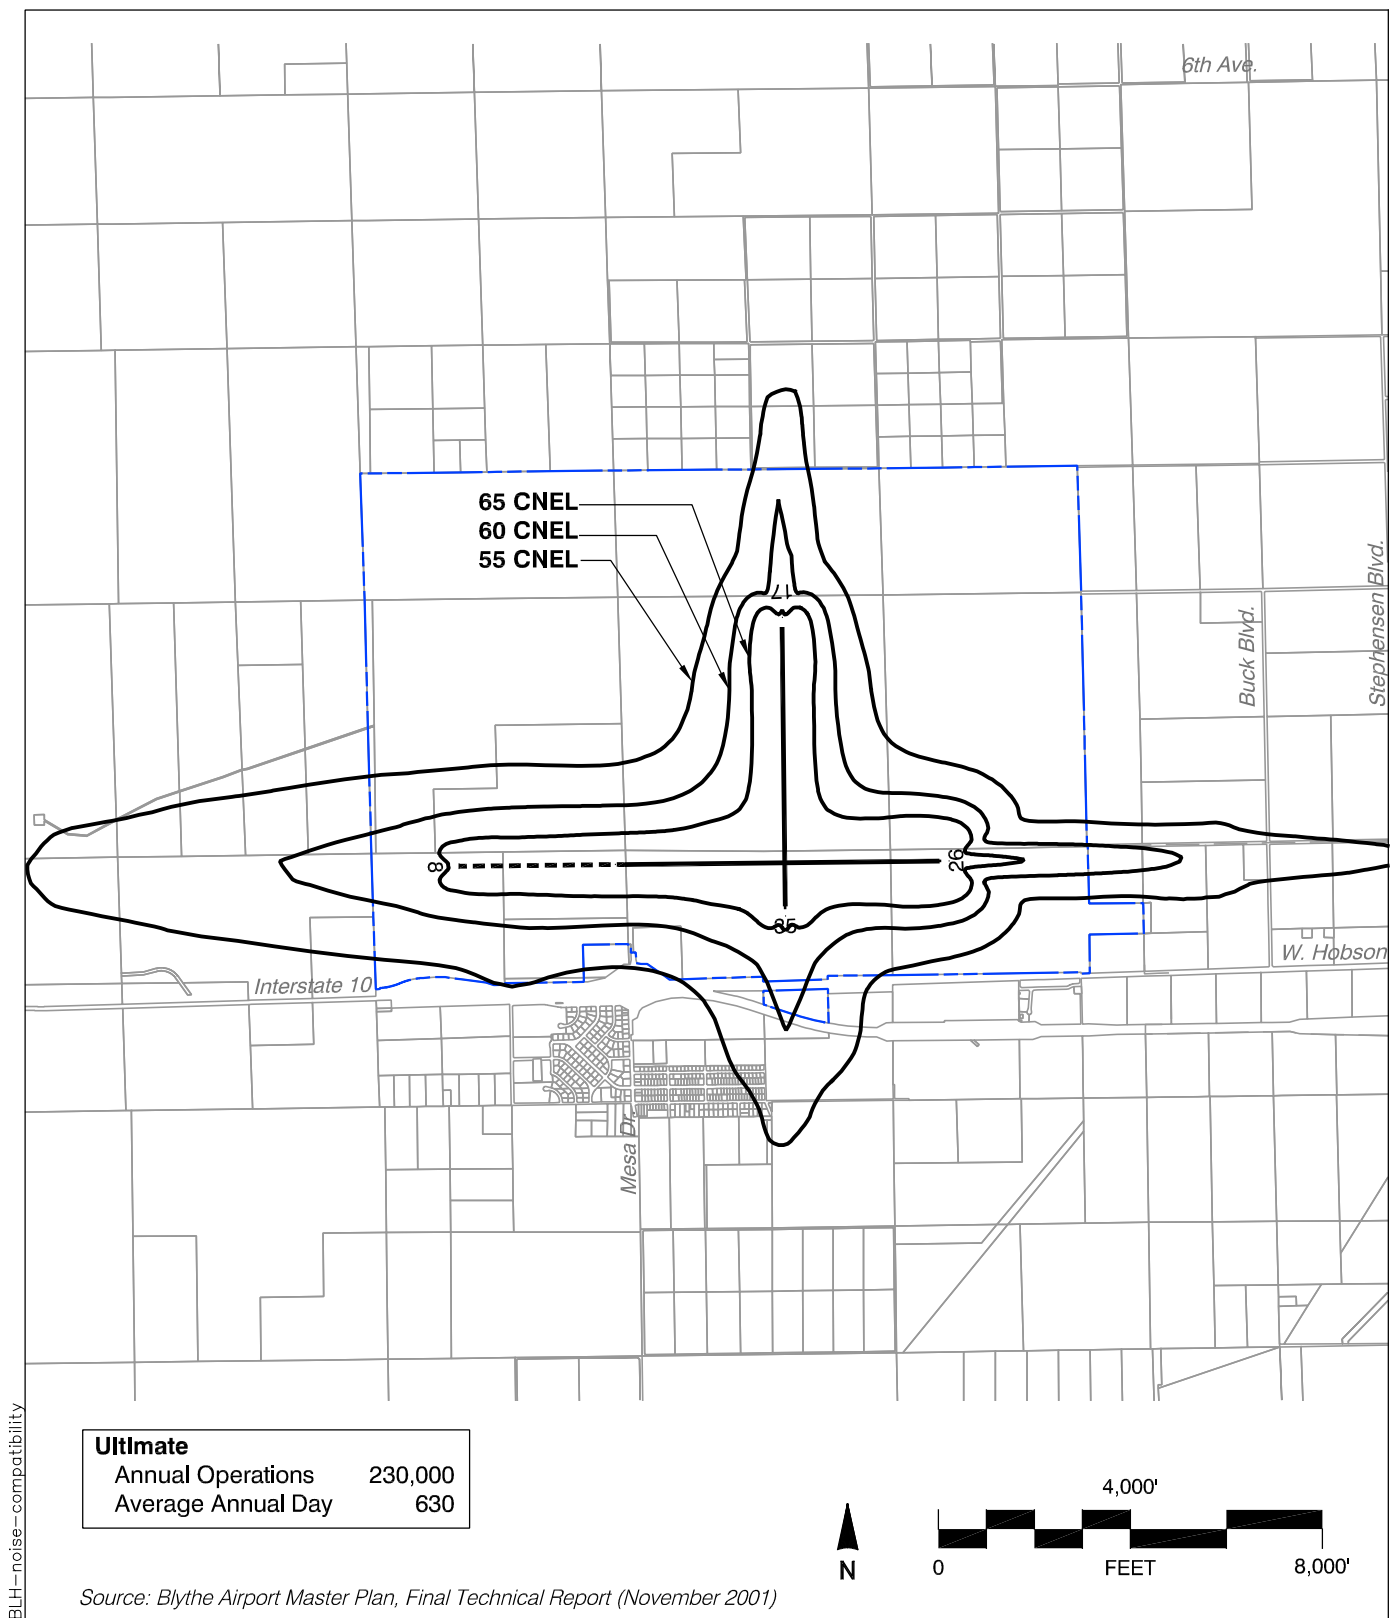 6th Ave.
65 CNEL
60 CNEL
55 CNEL
17
Stephensen Blvd.
Buck Blvd.
8
26
35
W. Hobson
Interstate 10
Mesa Dr.
BLH-noise-compatibility
UltImate
Annual Operations 230,000
Average Annual Day 630
4,000'
N
0 FEET 8,000'
Source: Blythe Airport Master Plan, Final Technical Report (November 2001)